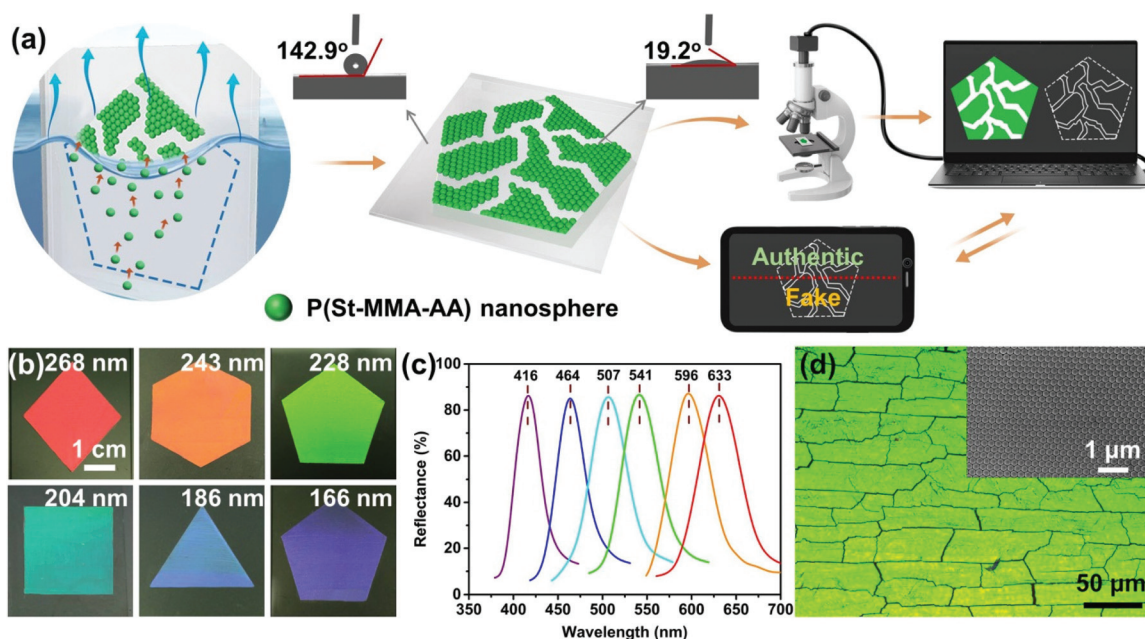 (a)
142.9°
19.2°
Authentic
Fake
P(St-MMA-AA) nanosphere
(b)
268 nm
243 nm
228 nm
1 cm
204 nm
186 nm
166 nm
(c)
100
80
60
40
20
0
Reflectance (%)
416
464
507
541
596
633
350
400
450
500
550
600
650
700
Wavelength (nm)
(d)
1 μm
50 μm